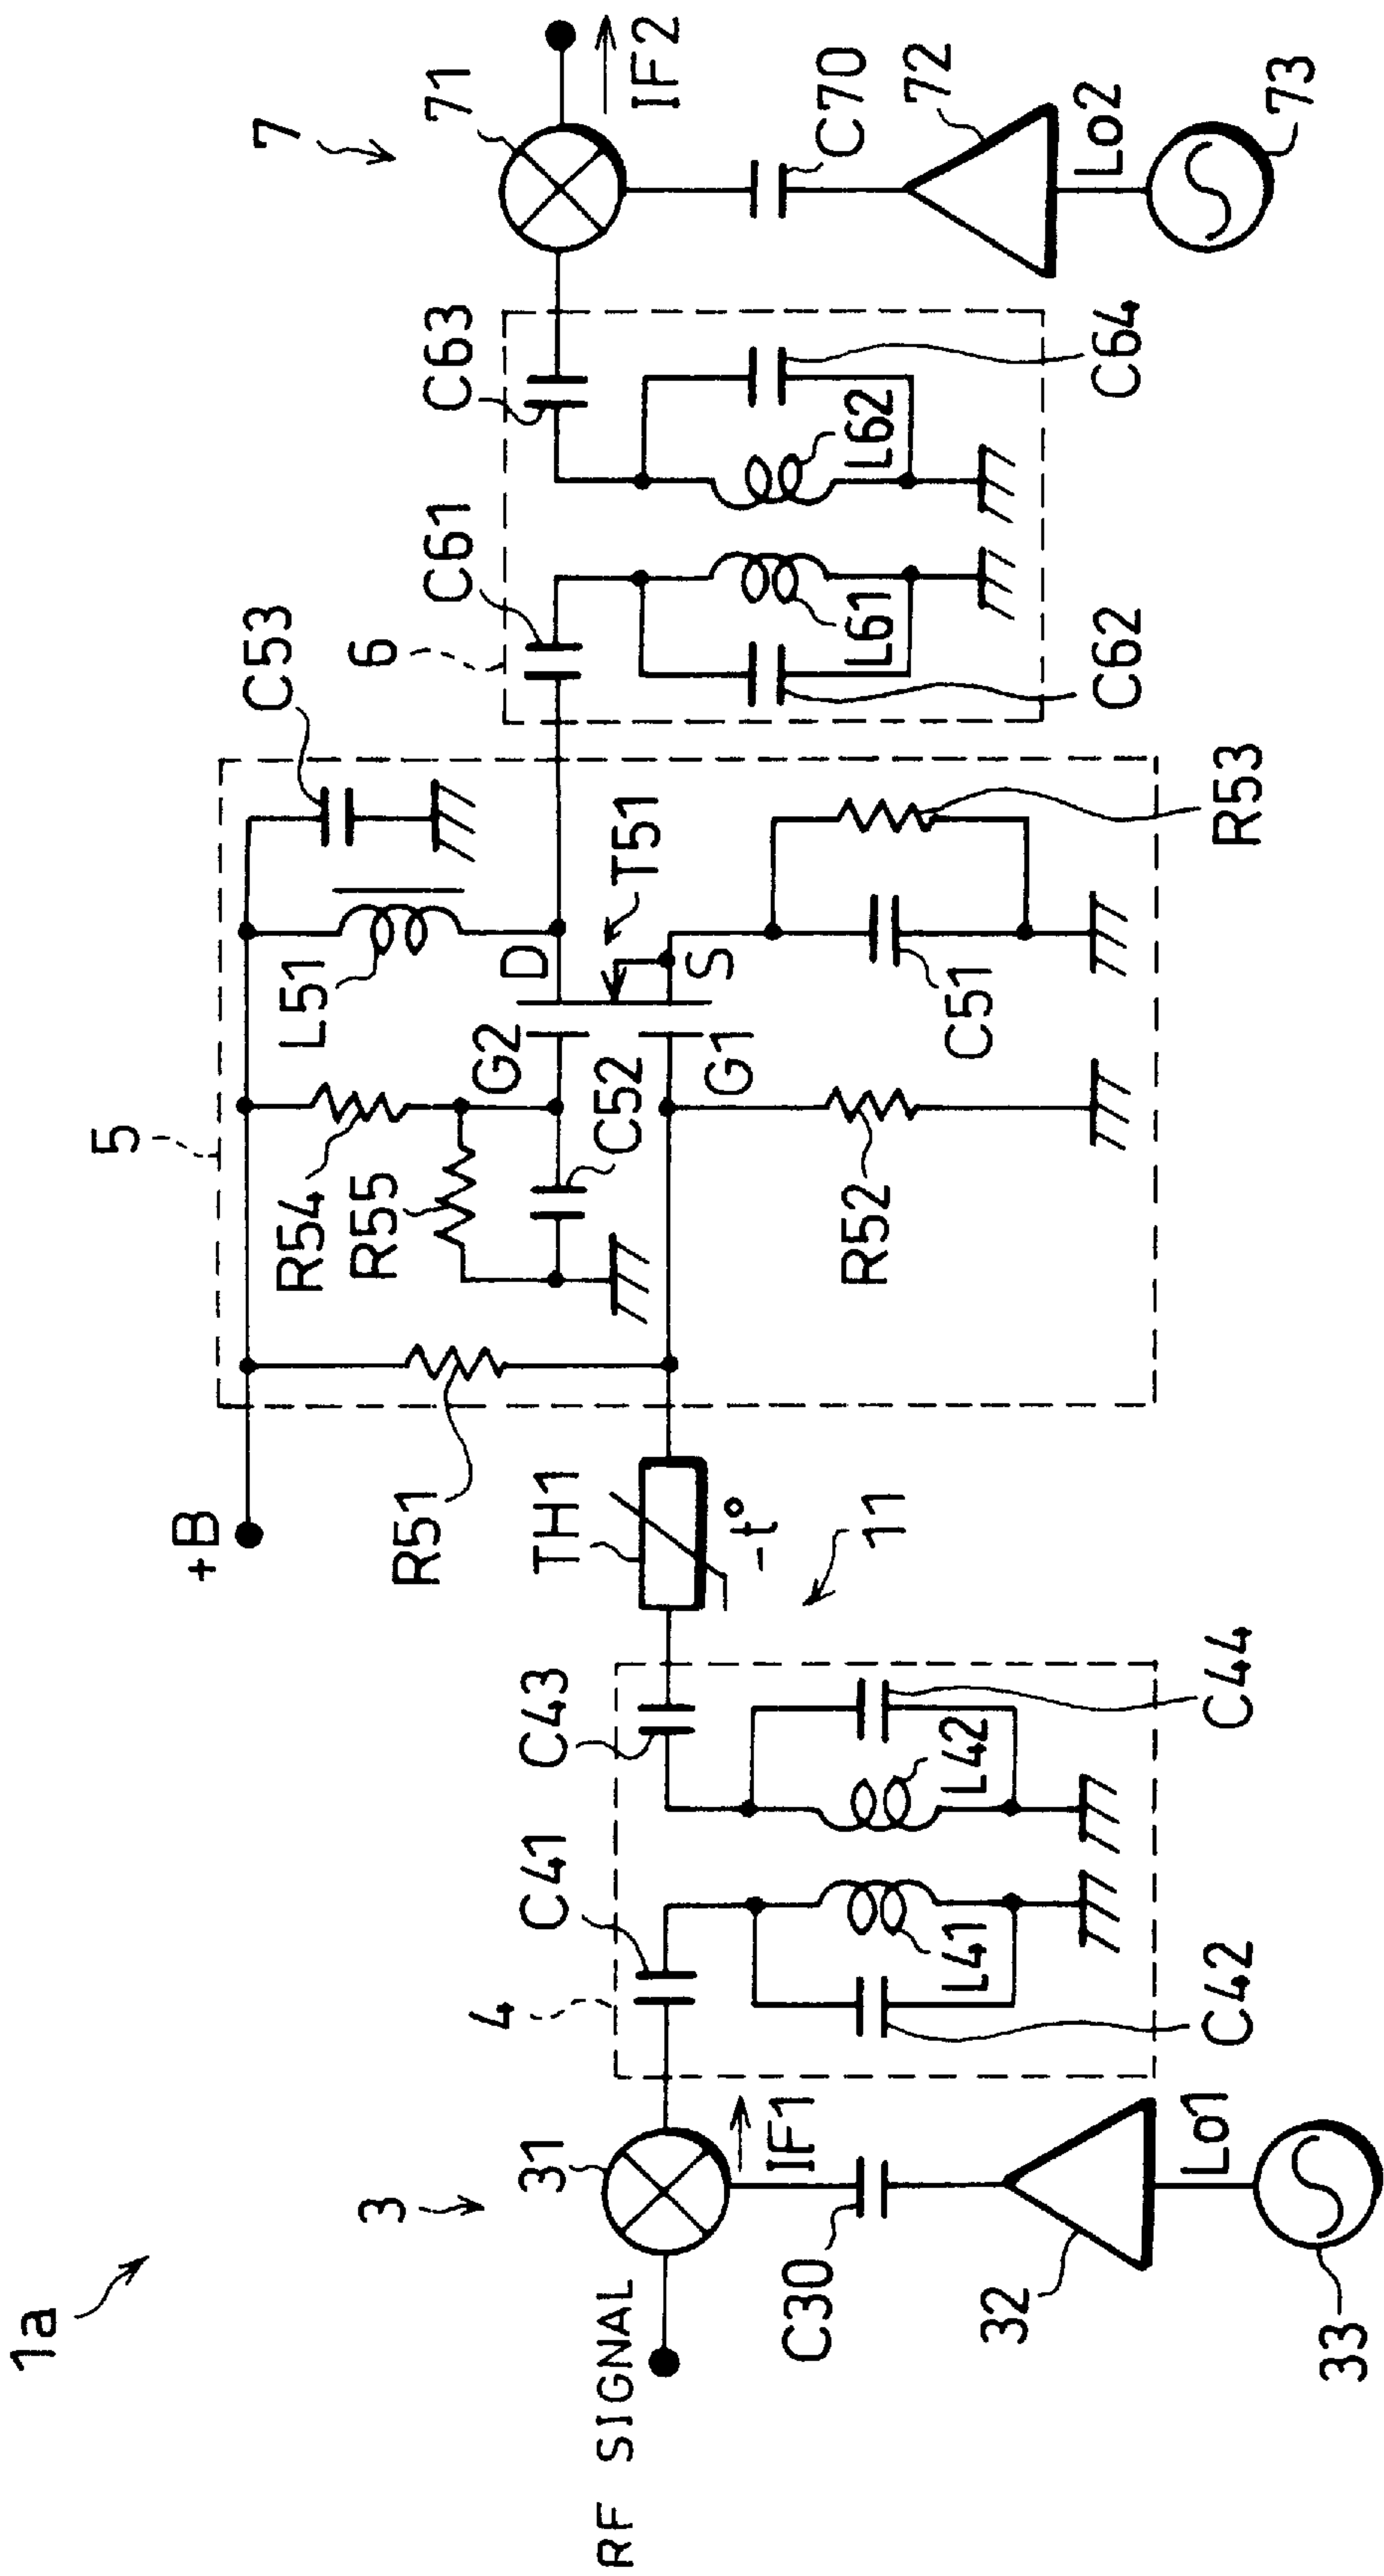 1a
3
31
RF SIGNAL
IF1
C30
32
Lo1
33
4
C41
C43
L41
L42
C42
C44
TH1
-t°
11
+B
5
R51
R54
R55
G2
C52
G1
R52
L51
D
S
T51
C51
C53
R53
6
C61
C63
L61
L62
C62
C64
7
71
IF2
C70
72
Lo2
73